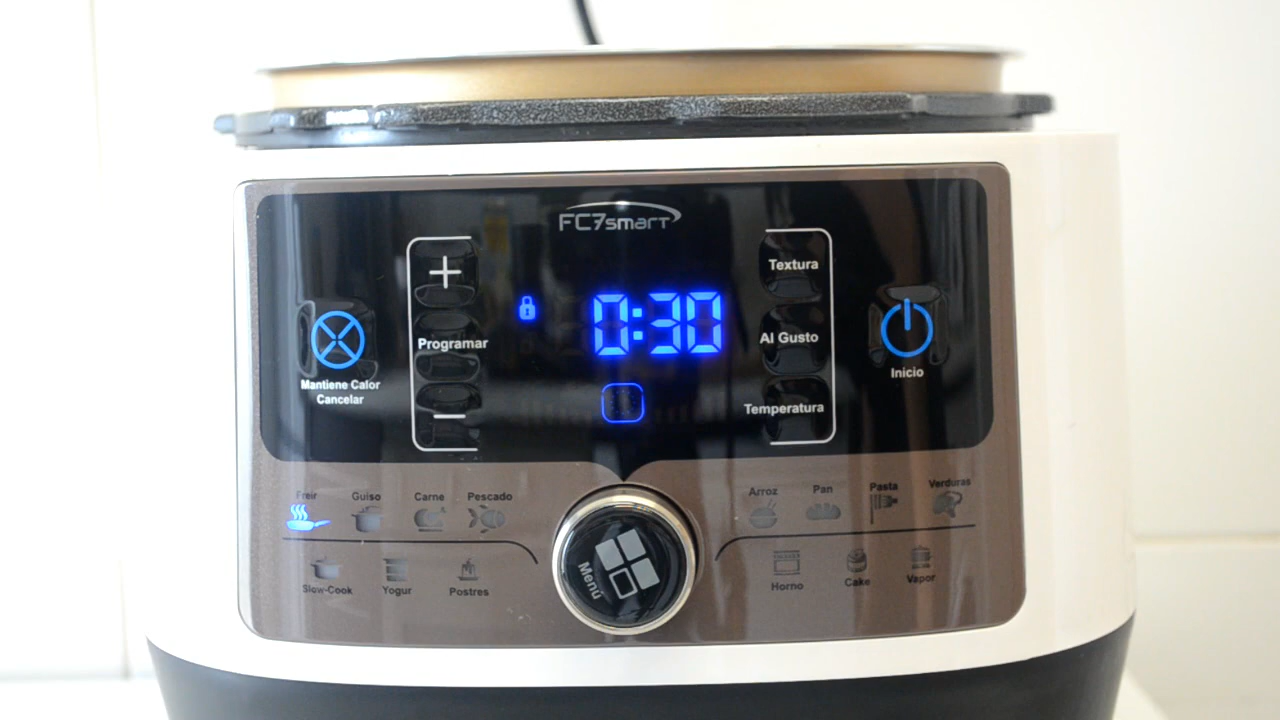 FC7smart
+
Programar
−
0:30
Textura
Al Gusto
Temperatura
Mantiene Calor
Cancelar
Inicio
Freir
Guiso
Carne
Pescado
Arroz
Pan
Pasta
Verduras
Slow-Cook
Yogur
Postres
Menú
Horno
Cake
Vapor